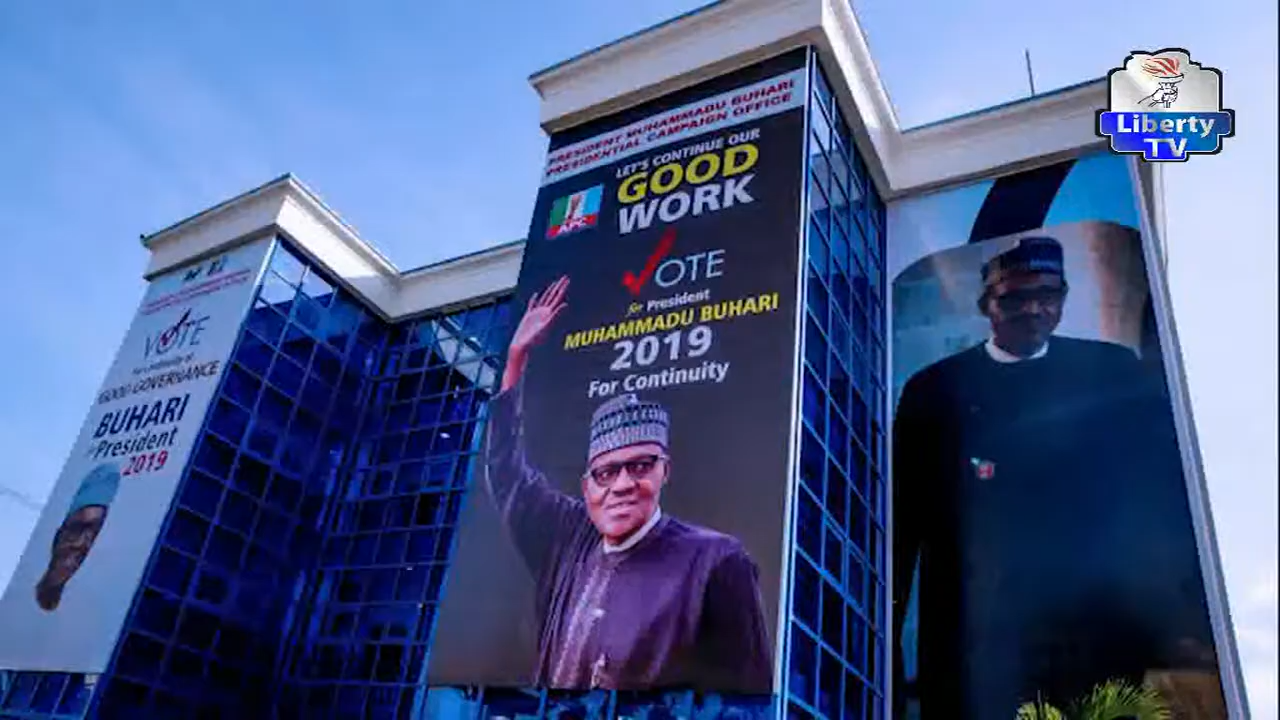 PRESIDENT MUHAMMADU BUHARI
PRESIDENTIAL CAMPAIGN OFFICE
LET'S CONTINUE OUR
GOOD
WORK
APC
VOTE
for President
MUHAMMADU BUHARI
2019
For Continuity
VOTE
GOOD GOVERNANCE
BUHARI
President
2019
Liberty
TV